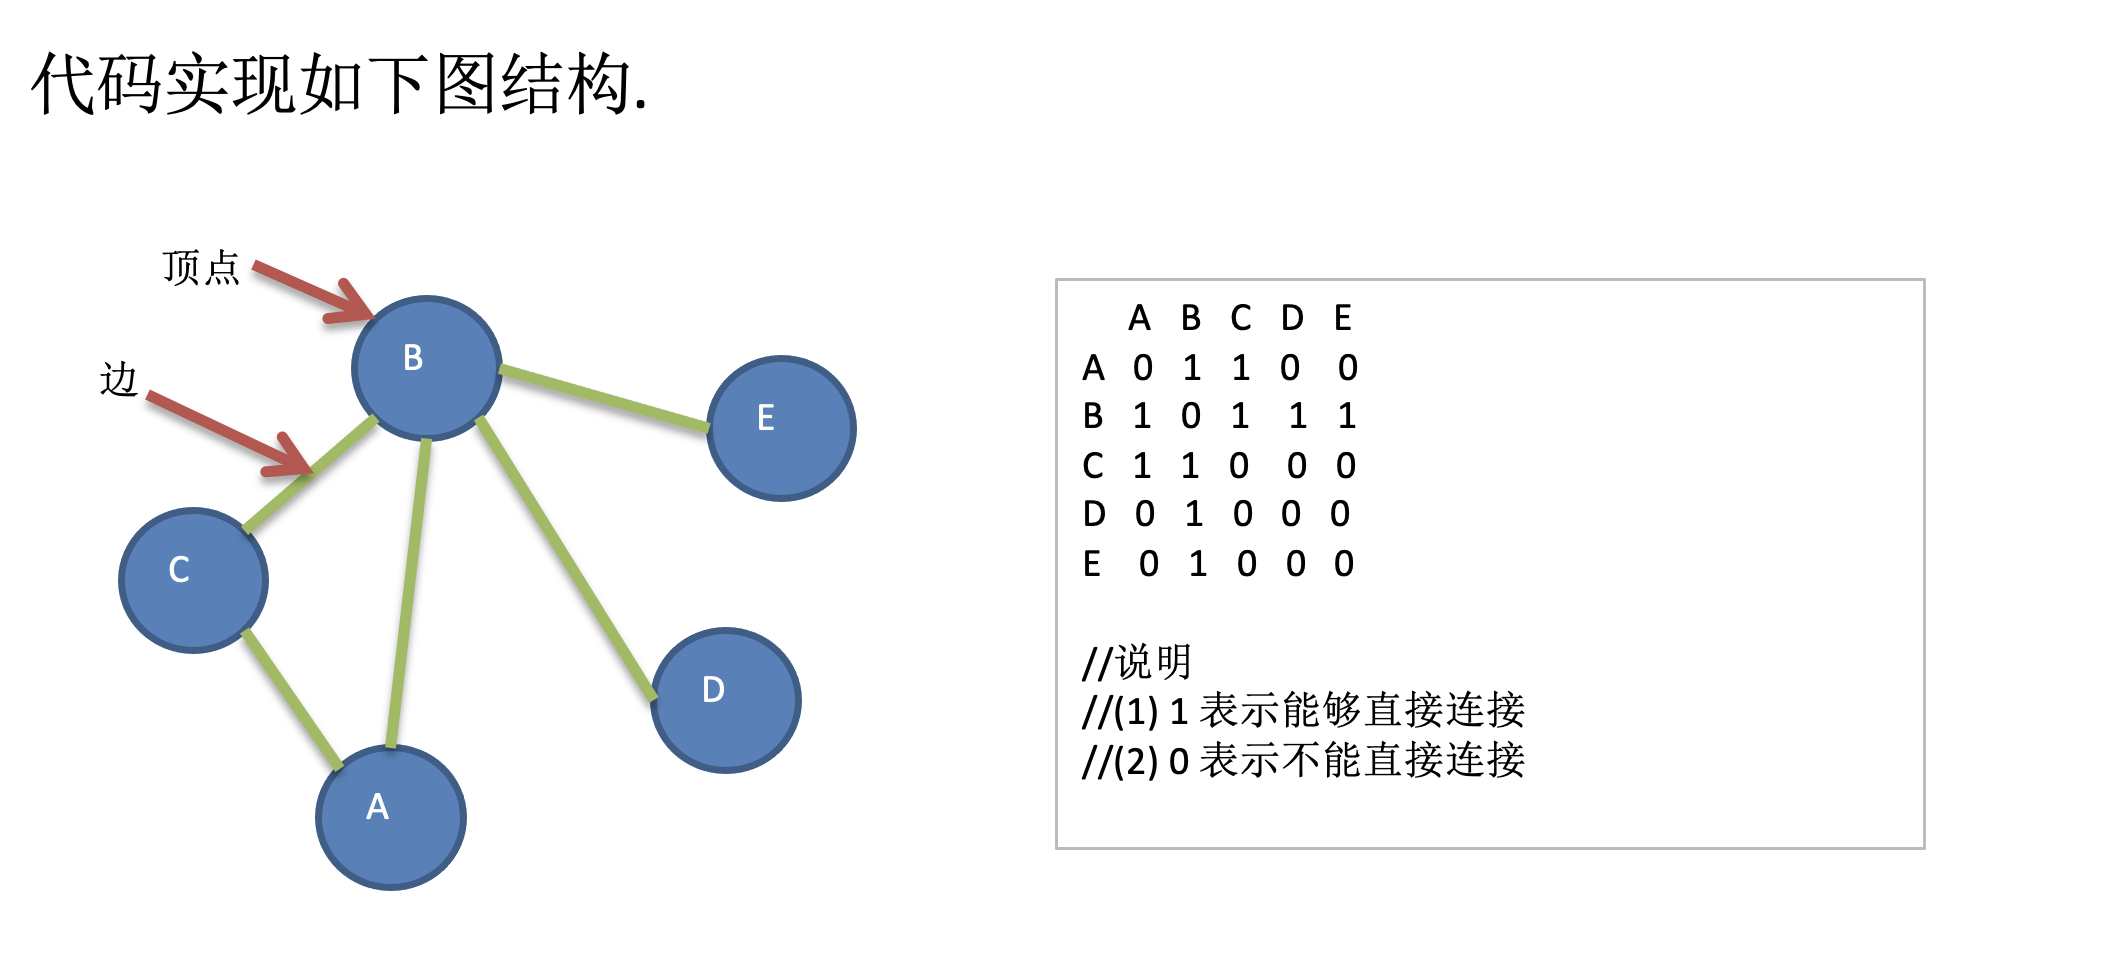 代码实现如下图结构.
顶点
边
B
E
C
D
A
A B C D E
A 0 1 1 0 0
B 1 0 1 1 1
C 1 1 0 0 0
D 0 1 0 0 0
E 0 1 0 0 0
//说明
//(1) 1 表示能够直接连接
//(2) 0 表示不能直接连接